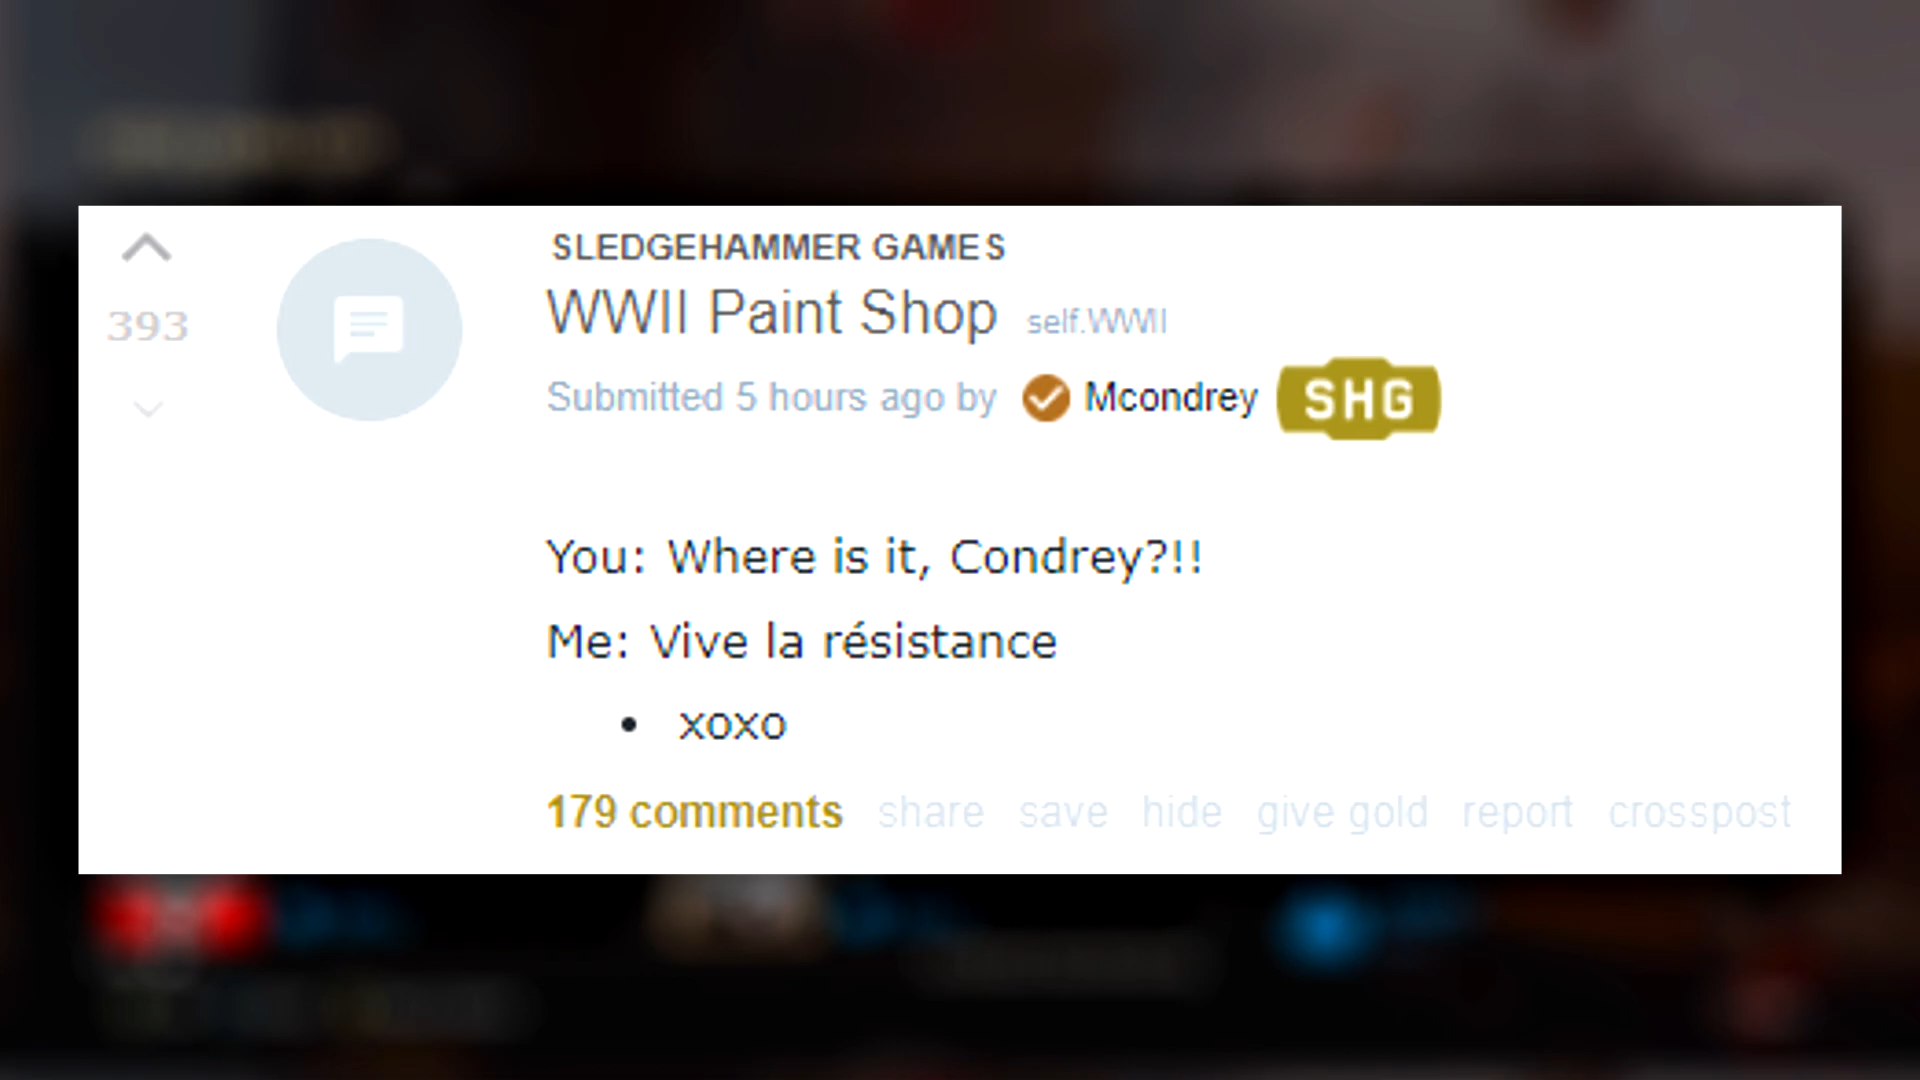 SLEDGEHAMMER GAMES
393
WWII Paint Shop self.WWII
Submitted 5 hours ago by Mcondrey SHG
You: Where is it, Condrey?!!
Me: Vive la résistance
• xoxo
179 comments share save hide give gold report crosspost